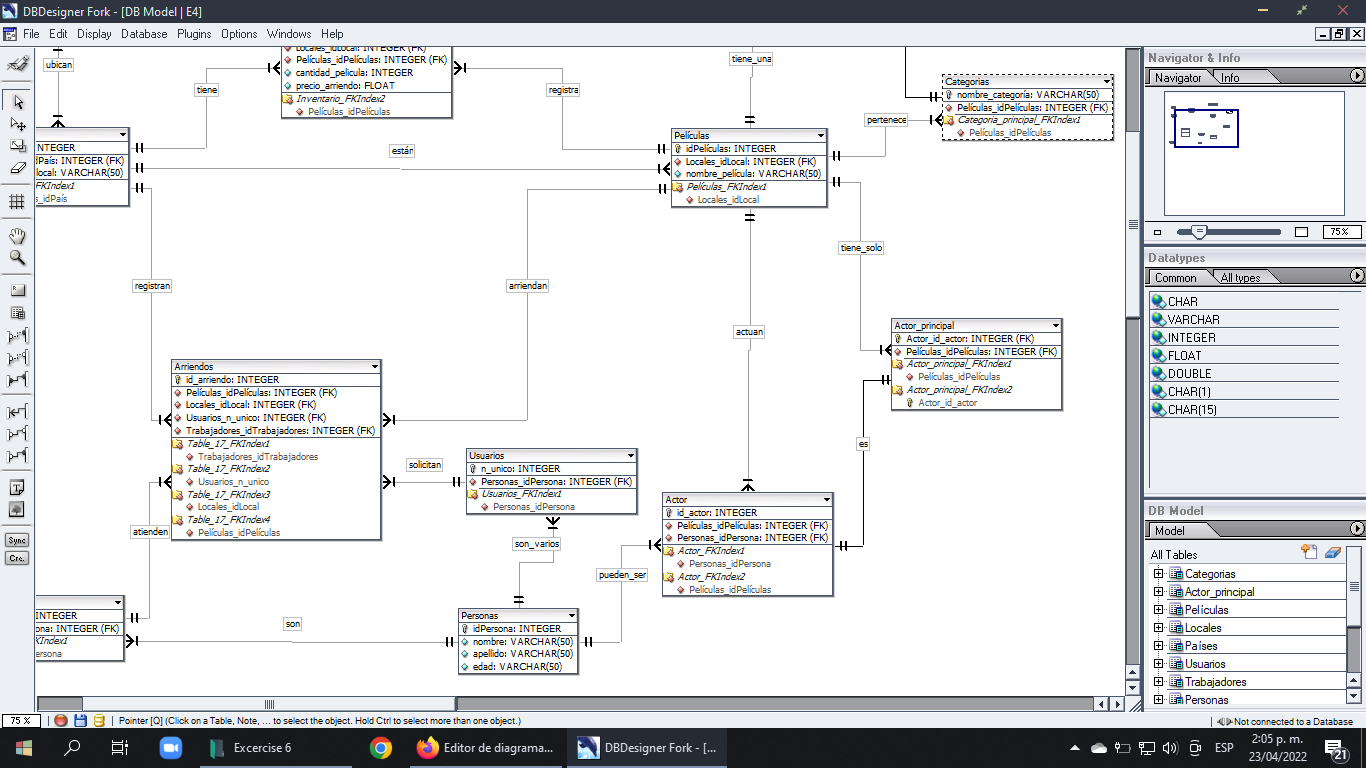 DBDesigner Fork - [DB Model | E4]
File Edit Display Database Plugins Options Windows Help
ubican
tiene
Locales_idLocal: INTEGER (FK)
Películas_idPelículas: INTEGER (FK)
cantidad_pelicula: INTEGER
precio_arriendo: FLOAT
Inventario_FKIndex2
Películas_idPelículas
registra
tiene_una
Categorias
nombre_categoría: VARCHAR(50)
Películas_idPelículas: INTEGER (FK)
Categoria_principal_FKIndex1
Películas_idPelículas
pertenece
INTEGER
dPaís: INTEGER (FK)
local: VARCHAR(50)
FKIndex1
s_idPaís
están
Películas
idPelículas: INTEGER
Locales_idLocal: INTEGER (FK)
nombre_película: VARCHAR(50)
Películas_FKIndex1
Locales_idLocal
tiene_solo
registran
arriendan
actuan
Actor_principal
Actor_id_actor: INTEGER (FK)
Películas_idPelículas: INTEGER (FK)
Actor_principal_FKIndex1
Películas_idPelículas
Actor_principal_FKIndex2
Actor_id_actor
Arriendos
id_arriendo: INTEGER
Películas_idPelículas: INTEGER (FK)
Locales_idLocal: INTEGER (FK)
Usuarios_n_unico: INTEGER (FK)
Trabajadores_idTrabajadores: INTEGER (FK)
Table_17_FKIndex1
Trabajadores_idTrabajadores
Table_17_FKIndex2
Usuarios_n_unico
Table_17_FKIndex3
Locales_idLocal
Table_17_FKIndex4
Películas_idPelículas
es
solicitan
Usuarios
n_unico: INTEGER
Personas_idPersona: INTEGER (FK)
Usuarios_FKIndex1
Personas_idPersona
Actor
id_actor: INTEGER
Películas_idPelículas: INTEGER (FK)
Personas_idPersona: INTEGER (FK)
Actor_FKIndex1
Personas_idPersona
Actor_FKIndex2
Películas_idPelículas
atienden
son_varios
pueden_ser
INTEGER
ona: INTEGER (FK)
KIndex1
ersona
son
Personas
idPersona: INTEGER
nombre: VARCHAR(50)
apellido: VARCHAR(50)
edad: VARCHAR(50)
Navigator & Info
Navigator Info
75%
Datatypes
Common All types
CHAR
VARCHAR
INTEGER
FLOAT
DOUBLE
CHAR(1)
CHAR(15)
DB Model
Model
All Tables
Categorias
Actor_principal
Películas
Locales
Países
Usuarios
Trabajadores
Personas
Sync
Cre.
75 % Pointer [Q] (Click on a Table, Note, ... to select the object. Hold Ctrl to select more than one object.) Not connected to a Database
Excercise 6 Editor de diagrama... DBDesigner Fork - [... ESP 2:05 p. m.
23/04/2022 21